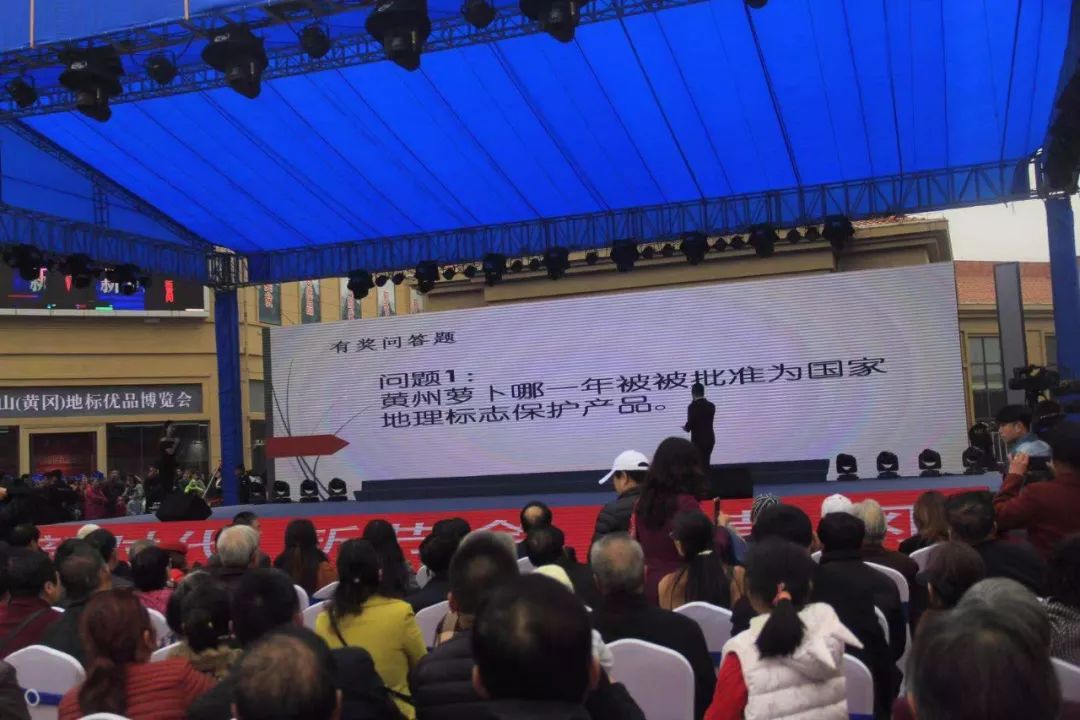 有奖问答题
问题1：
黄州萝卜哪一年被被批准为国家
地理标志保护产品。
山(黄冈)地标优品博览会